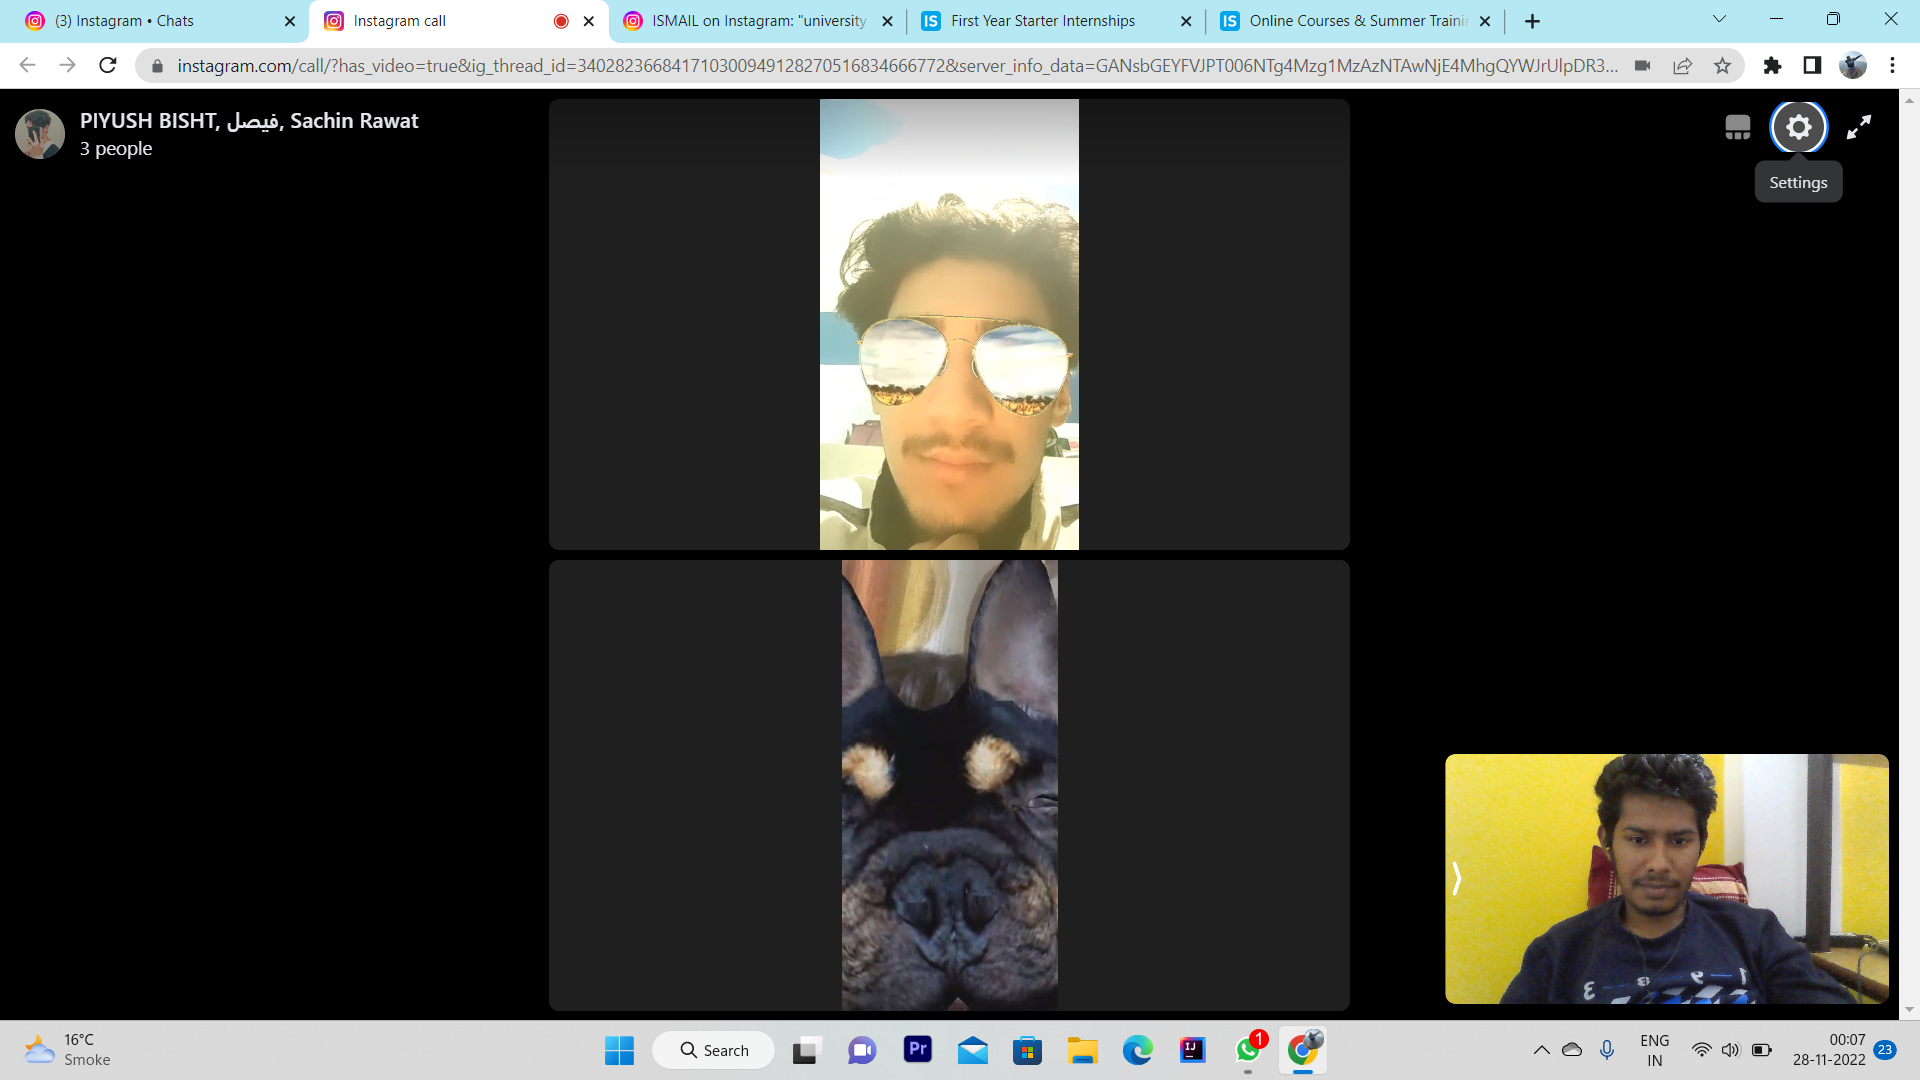 (3) Instagram • Chats
Instagram call
ISMAIL on Instagram: "university
First Year Starter Internships
Online Courses & Summer Traini
instagram.com/call/?has_video=true&ig_thread_id=340282366841710300949128270516834666772&server_info_data=GANsbGEYFVJPT006NTg4Mzg1MzAzNTAwNjE4MhgQYWJrUlpDR3...
PIYUSH BISHT, فيصل, Sachin Rawat
3 people
Settings
16°C
Smoke
Search
Pr
IJ
1
ENG
IN
00:07
28-11-2022
23